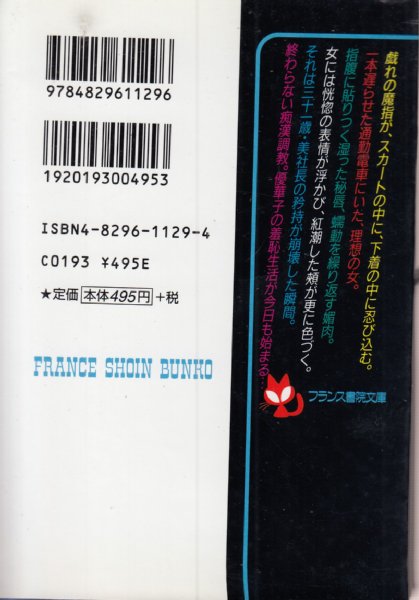 9784829611296
1920193004953
ISBN4-8296-1129-4
C0193 ¥495E
★定価 本体495円 +税
FRANCE SHOIN BUNKO
戯れの魔指が、スカートの中に、下着の中に忍び込む。
一本遅らせた通勤電車にいた、理想の女。
指腹に貼りつく湿った秘唇、蠕動を繰り返す媚肉。
女には恍惚の表情が浮かび、紅潮した頬が更に色づく。
それは三十一歳・美社長の矜持が崩壊した瞬間。
終わらない痴漢調教。優華子の羞恥生活が今日も始まる…
フランス書院文庫